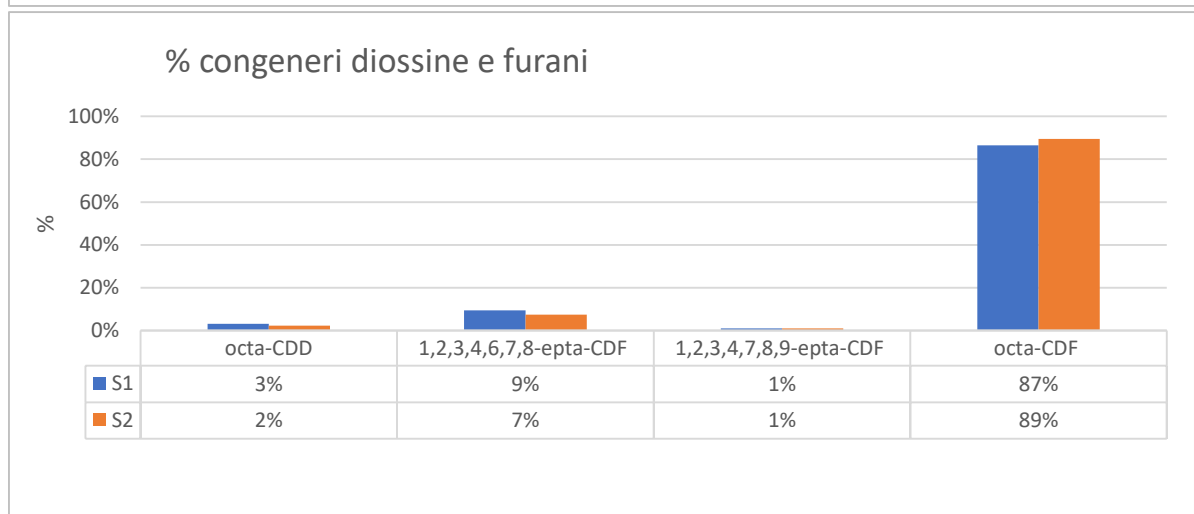 % congeneri diossine e furani
100%
80%
60%
40%
20%
0%
%
octa-CDD 1,2,3,4,6,7,8-epta-CDF 1,2,3,4,7,8,9-epta-CDF octa-CDF
S1 3% 9% 1% 87%
S2 2% 7% 1% 89%